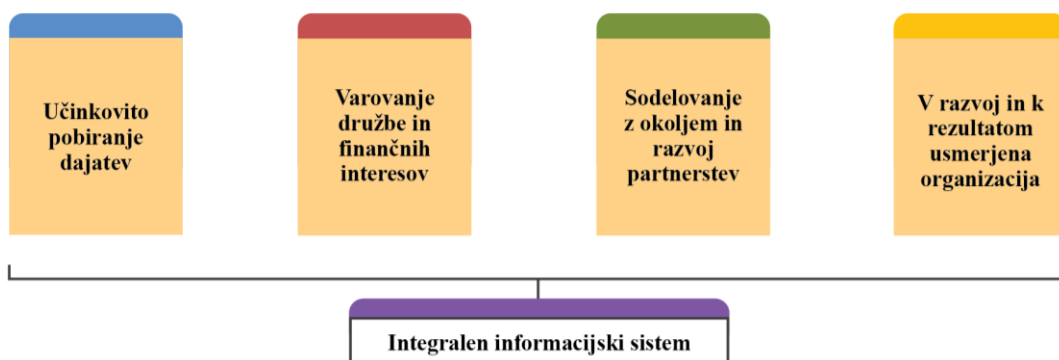 Učinkovito
pobiranje
dajatev
Varovanje
družbe in
finančnih
interesov
Sodelovanje
z okoljem in
razvoj
partnerstev
V razvoj in k
rezultatom
usmerjena
organizacija
Integralen informacijski sistem